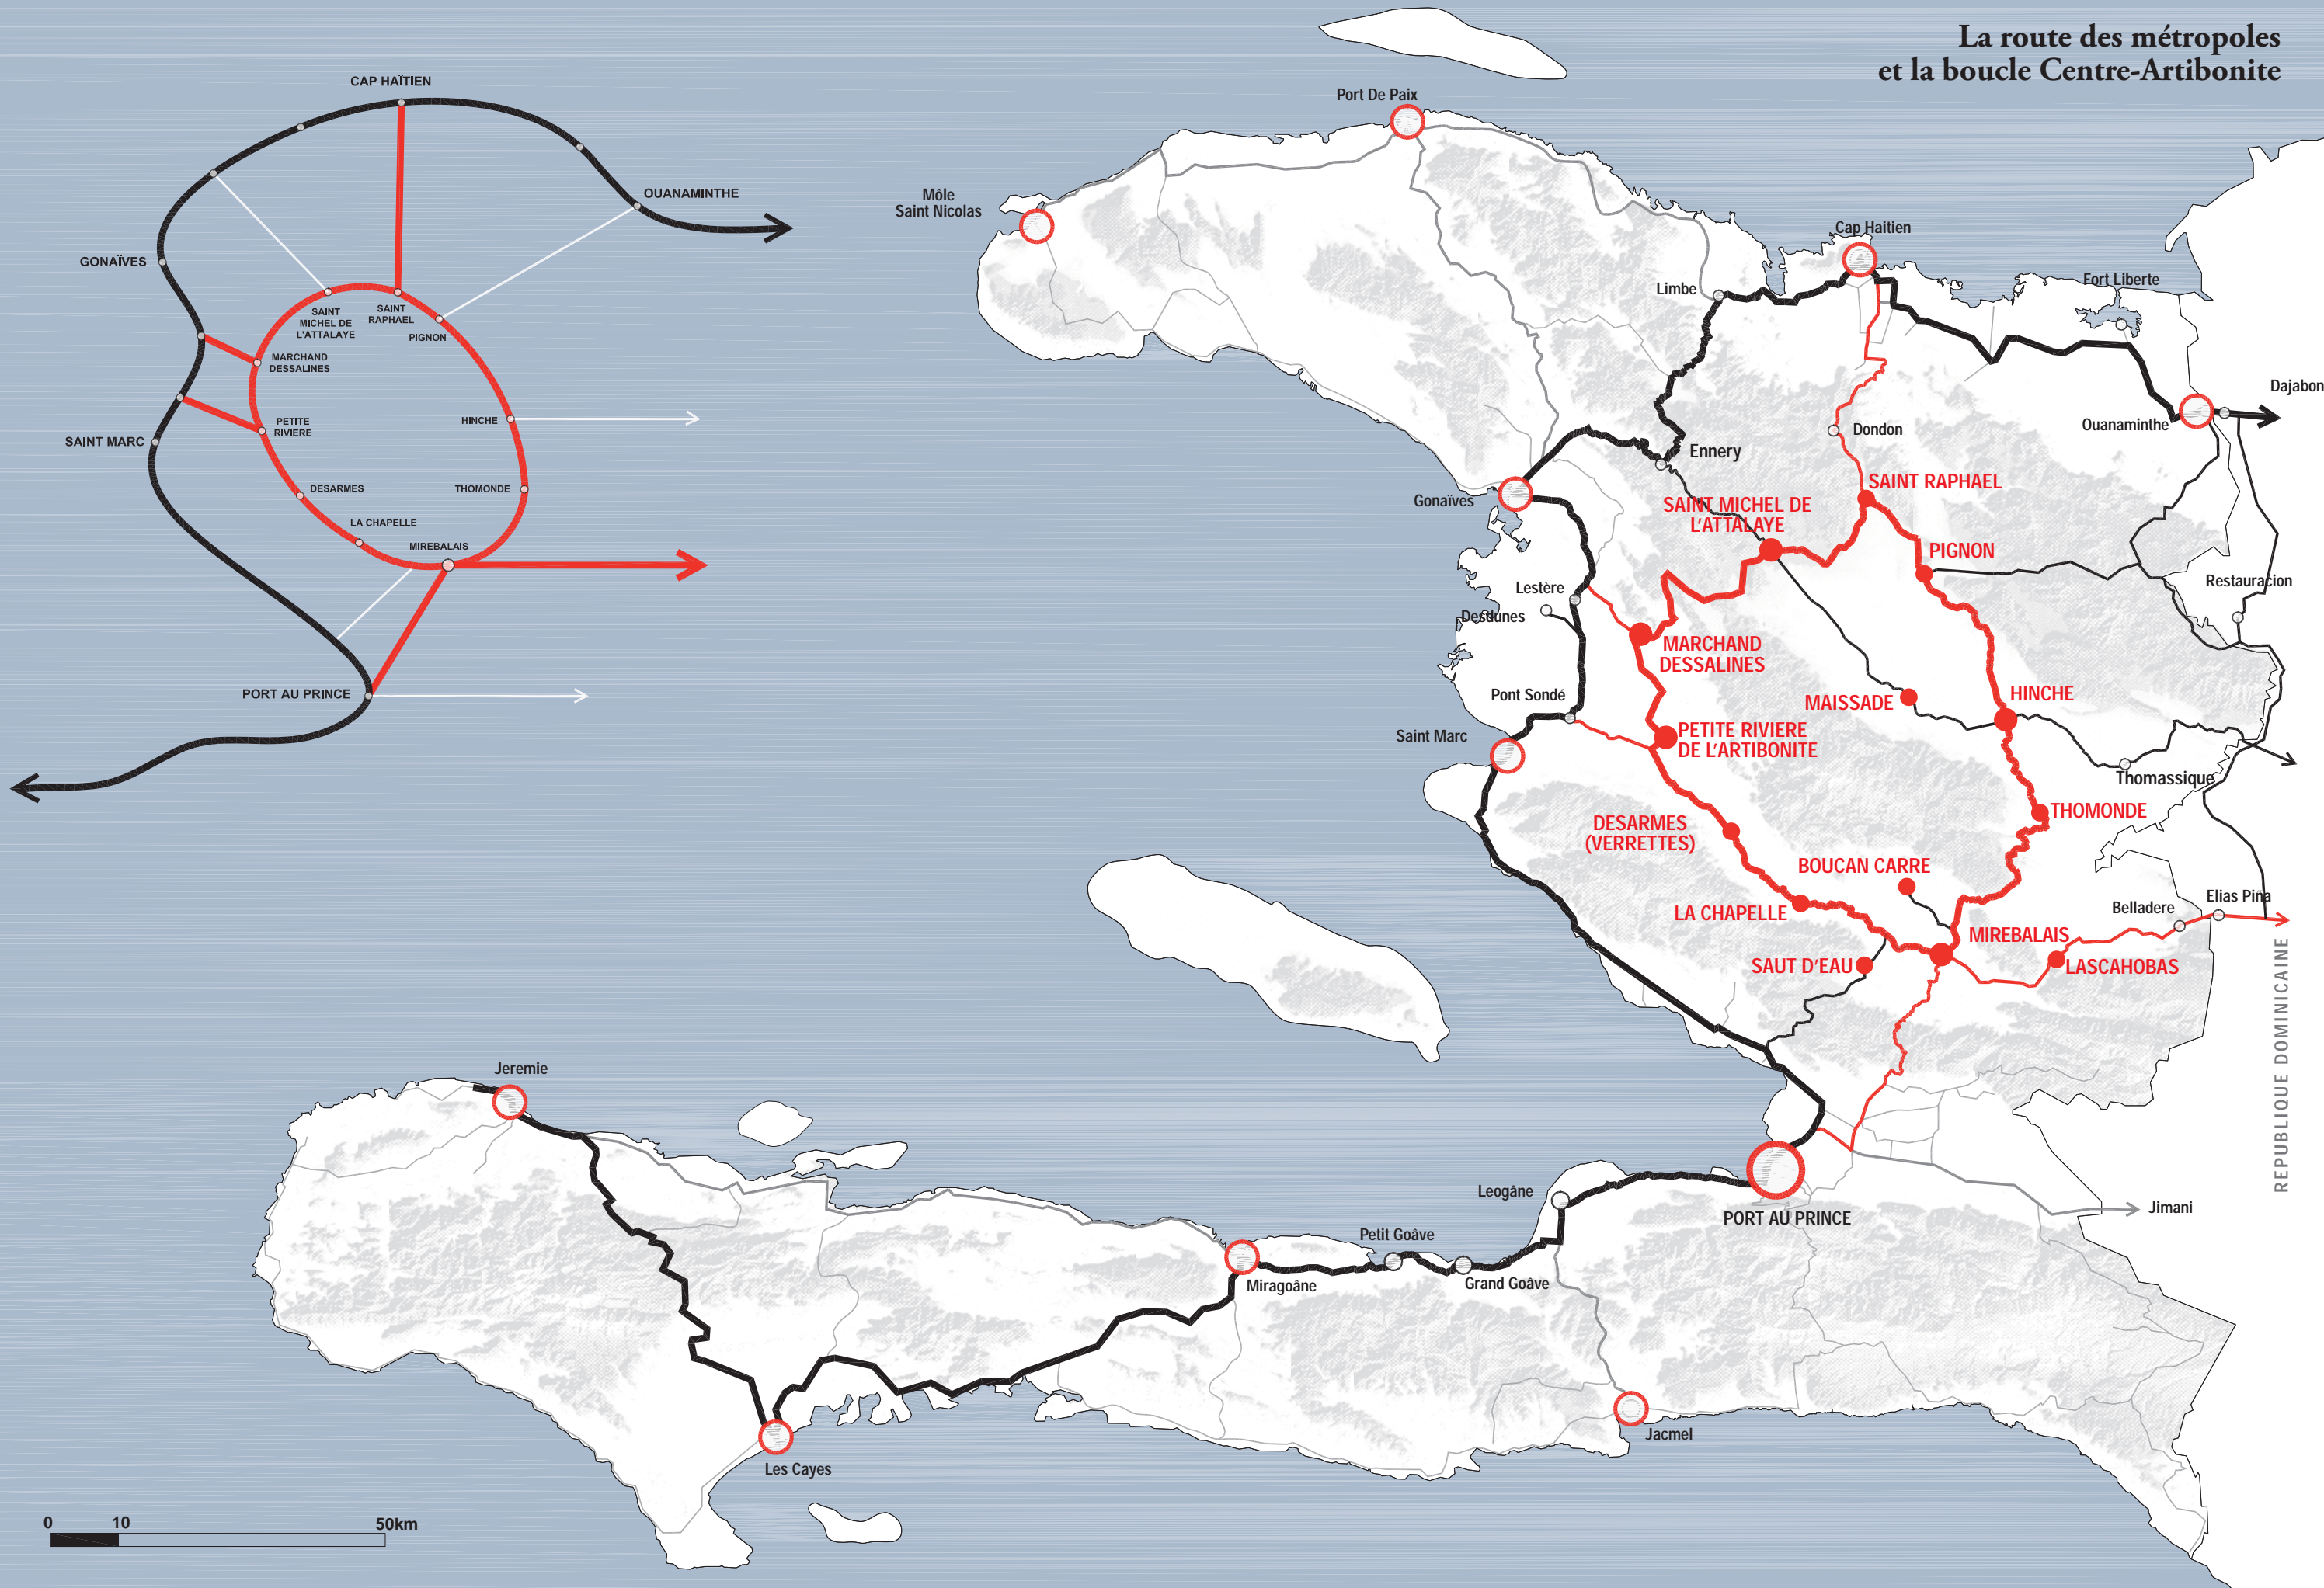 La route des métropoles
et la boucle Centre-Artibonite
CAP HAÏTIEN
OUANAMINTHE
GONAÏVES
SAINT
MICHEL DE
L'ATTALAYE
SAINT
RAPHAEL
PIGNON
MARCHAND
DESSALINES
PETITE
RIVIERE
HINCHE
SAINT MARC
DESARMES
THOMONDE
LA CHAPELLE
MIREBALAIS
PORT AU PRINCE
Port De Paix
Môle
Saint Nicolas
Cap Haitien
Limbe
Fort Liberte
Dajabon
Ouanaminthe
Dondon
Ennery
Gonaïves
SAINT RAPHAEL
SAINT MICHEL DE
L'ATTALAYE
PIGNON
Restauracion
Lestère
Desdunes
MARCHAND
DESSALINES
Pont Sondé
MAISSADE
HINCHE
Saint Marc
PETITE RIVIERE
DE L'ARTIBONITE
Thomassique
THOMONDE
DESARMES
(VERRETTES)
BOUCAN CARRE
LA CHAPELLE
Belladere
Elias Piña
MIREBALAIS
SAUT D'EAU
LASCAHOBAS
REPUBLIQUE DOMINICAINE
Jeremie
Leogâne
PORT AU PRINCE
Jimani
Petit Goâve
Grand Goâve
Miragoâne
Jacmel
Les Cayes
0 10 50km